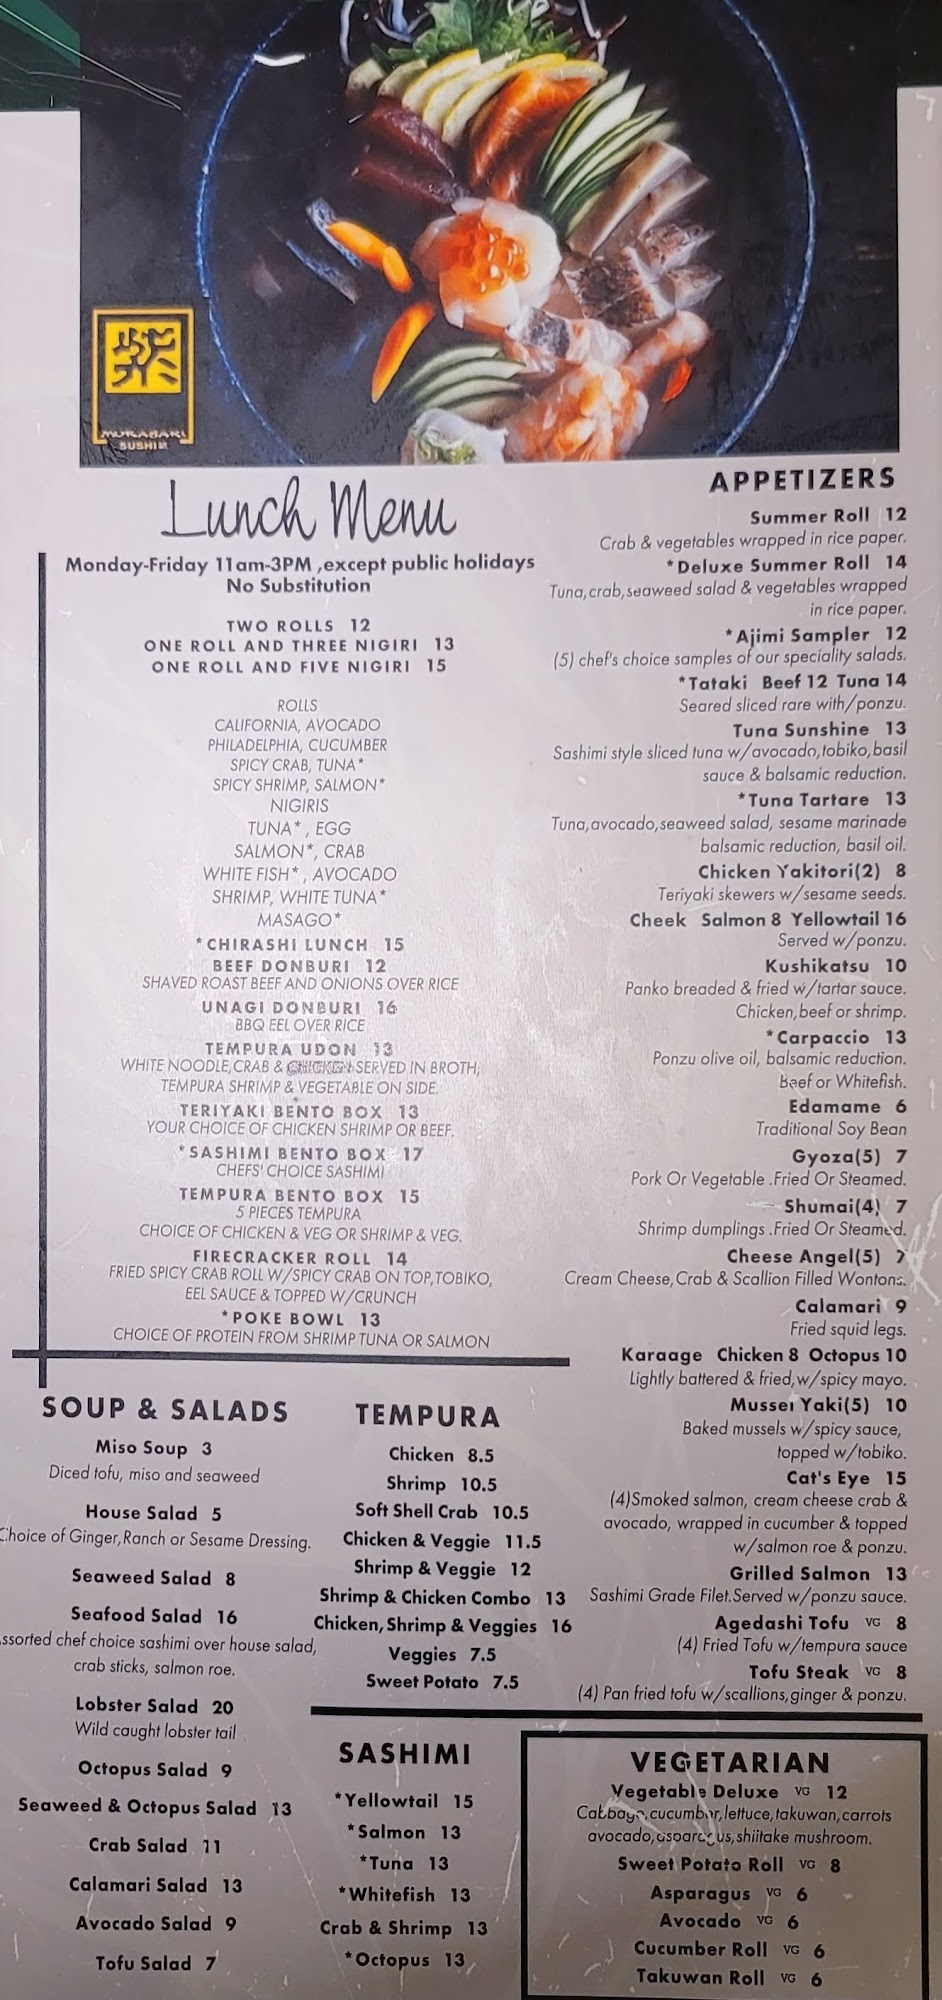 紫
MURASAKI
SUSHI
Lunch Menu
Monday-Friday 11am-3PM ,except public holidays
No Substitution
TWO ROLLS 12
ONE ROLL AND THREE NIGIRI 13
ONE ROLL AND FIVE NIGIRI 15
ROLLS
CALIFORNIA, AVOCADO
PHILADELPHIA, CUCUMBER
SPICY CRAB, TUNA*
SPICY SHRIMP, SALMON*
NIGIRIS
TUNA* , EGG
SALMON*, CRAB
WHITE FISH* , AVOCADO
SHRIMP, WHITE TUNA*
MASAGO*
*CHIRASHI LUNCH 15
BEEF DONBURI 12
SHAVED ROAST BEEF AND ONIONS OVER RICE
UNAGI DONBURI 16
BBQ EEL OVER RICE
TEMPURA UDON 13
WHITE NOODLE,CRAB & CHICKEN SERVED IN BROTH,
TEMPURA SHRIMP & VEGETABLE ON SIDE.
TERIYAKI BENTO BOX 13
YOUR CHOICE OF CHICKEN SHRIMP OR BEEF.
*SASHIMI BENTO BOX 17
CHEFS' CHOICE SASHIMI
TEMPURA BENTO BOX 15
5 PIECES TEMPURA
CHOICE OF CHICKEN & VEG OR SHRIMP & VEG.
FIRECRACKER ROLL 14
FRIED SPICY CRAB ROLL W/SPICY CRAB ON TOP,TOBIKO,
EEL SAUCE & TOPPED W/CRUNCH
*POKE BOWL 13
CHOICE OF PROTEIN FROM SHRIMP TUNA OR SALMON
APPETIZERS
Summer Roll 12
Crab & vegetables wrapped in rice paper.
*Deluxe Summer Roll 14
Tuna,crab,seaweed salad & vegetables wrapped
in rice paper.
*Ajimi Sampler 12
(5) chef's choice samples of our speciality salads.
*Tataki Beef 12 Tuna 14
Seared sliced rare with/ponzu.
Tuna Sunshine 13
Sashimi style sliced tuna w/avocado,tobiko,basil
sauce & balsamic reduction.
*Tuna Tartare 13
Tuna,avocado,seaweed salad, sesame marinade
balsamic reduction, basil oil.
Chicken Yakitori(2) 8
Teriyaki skewers w/sesame seeds.
Cheek Salmon 8 Yellowtail 16
Served w/ponzu.
Kushikatsu 10
Panko breaded & fried w/tartar sauce.
Chicken,beef or shrimp.
*Carpaccio 13
Ponzu olive oil, balsamic reduction.
Beef or Whitefish.
Edamame 6
Traditional Soy Bean
Gyoza(5) 7
Pork Or Vegetable .Fried Or Steamed.
Shumai(4) 7
Shrimp dumplings .Fried Or Steamed.
Cheese Angel(5) 7
Cream Cheese,Crab & Scallion Filled Wontons.
Calamari 9
Fried squid legs.
Karaage Chicken 8 Octopus 10
Lightly battered & fried,w/spicy mayo.
Mussel Yaki(5) 10
Baked mussels w/spicy sauce,
topped w/tobiko.
Cat's Eye 15
(4)Smoked salmon, cream cheese crab &
avocado, wrapped in cucumber & topped
w/salmon roe & ponzu.
Grilled Salmon 13
Sashimi Grade Filet.Served w/ponzu sauce.
Agedashi Tofu VG 8
(4) Fried Tofu w/tempura sauce
Tofu Steak VG 8
(4) Pan fried tofu w/scallions,ginger & ponzu.
SOUP & SALADS
Miso Soup 3
Diced tofu, miso and seaweed
House Salad 5
Choice of Ginger,Ranch or Sesame Dressing.
Seaweed Salad 8
Seafood Salad 16
ssorted chef choice sashimi over house salad,
crab sticks, salmon roe.
Lobster Salad 20
Wild caught lobster tail
Octopus Salad 9
Seaweed & Octopus Salad 13
Crab Salad 11
Calamari Salad 13
Avocado Salad 9
Tofu Salad 7
TEMPURA
Chicken 8.5
Shrimp 10.5
Soft Shell Crab 10.5
Chicken & Veggie 11.5
Shrimp & Veggie 12
Shrimp & Chicken Combo 13
Chicken,Shrimp & Veggies 16
Veggies 7.5
Sweet Potato 7.5
SASHIMI
*Yellowtail 15
*Salmon 13
*Tuna 13
*Whitefish 13
Crab & Shrimp 13
*Octopus 13
VEGETARIAN
Vegetable Deluxe VG 12
Cabbage,cucumber,lettuce,takuwan,carrots
avocado,asparagus,shiitake mushroom.
Sweet Potato Roll VG 8
Asparagus VG 6
Avocado VG 6
Cucumber Roll VG 6
Takuwan Roll VG 6